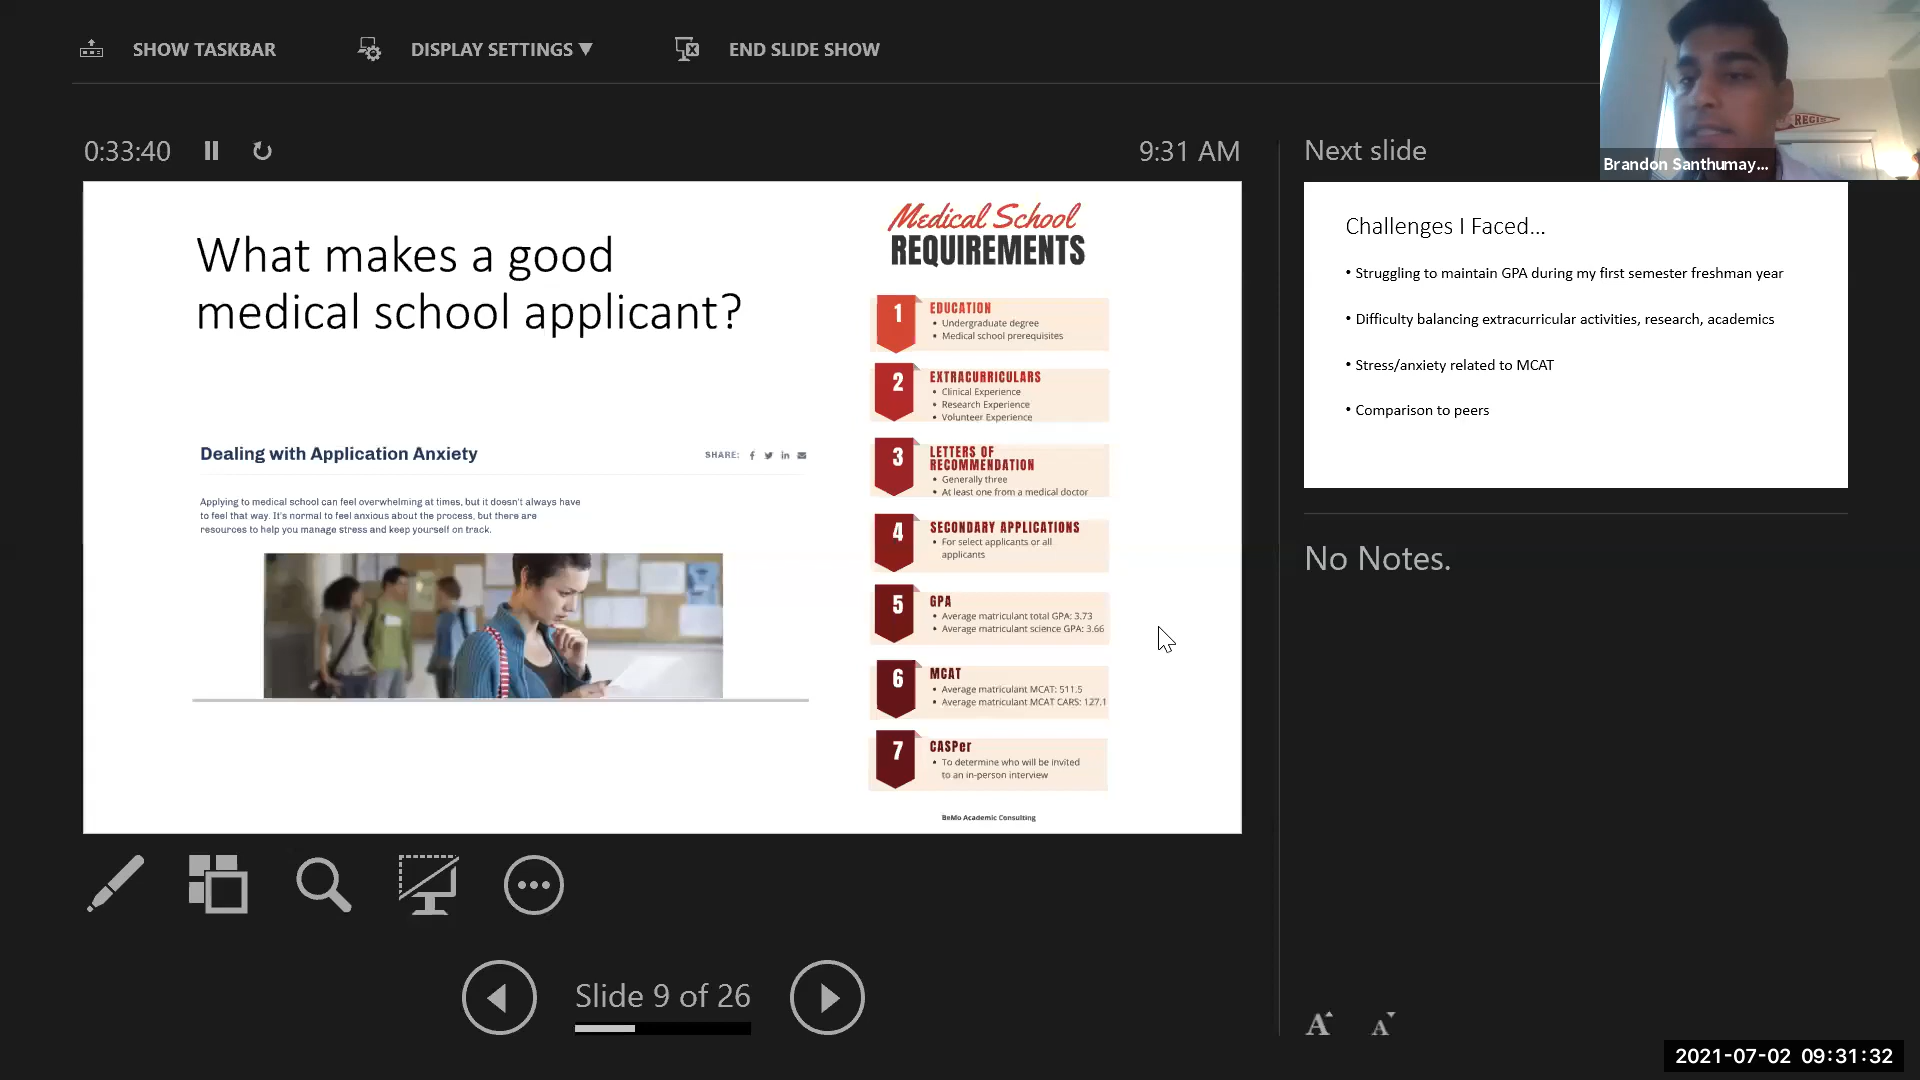 SHOW TASKBAR
DISPLAY SETTINGS ▼
END SLIDE SHOW
0:33:40
9:31 AM
Next slide
REGIS
Brandon Santhumay...
What makes a good
medical school applicant?
Dealing with Application Anxiety
SHARE:
Applying to medical school can feel overwhelming at times, but it doesn't always have
to feel that way. It's normal to feel anxious about the process, but there are
resources to help you manage stress and keep yourself on track.
Medical School
REQUIREMENTS
1
EDUCATION
• Undergraduate degree
• Medical school prerequisites
2
EXTRACURRICULARS
• Clinical Experience
• Research Experience
• Volunteer Experience
3
LETTERS OF
RECOMMENDATION
• Generally three
• At least one from a medical doctor
4
SECONDARY APPLICATIONS
• For select applicants or all
applicants
5
GPA
• Average matriculant total GPA: 3.73
• Average matriculant science GPA: 3.66
6
MCAT
• Average matriculant MCAT: 511.5
• Average matriculant MCAT CARS: 127.1
7
CASPer
• To determine who will be invited
to an in-person interview
BeMo Academic Consulting
Challenges I Faced...
• Struggling to maintain GPA during my first semester freshman year
• Difficulty balancing extracurricular activities, research, academics
• Stress/anxiety related to MCAT
• Comparison to peers
No Notes.
Slide 9 of 26
A A
2021-07-02 09:31:32